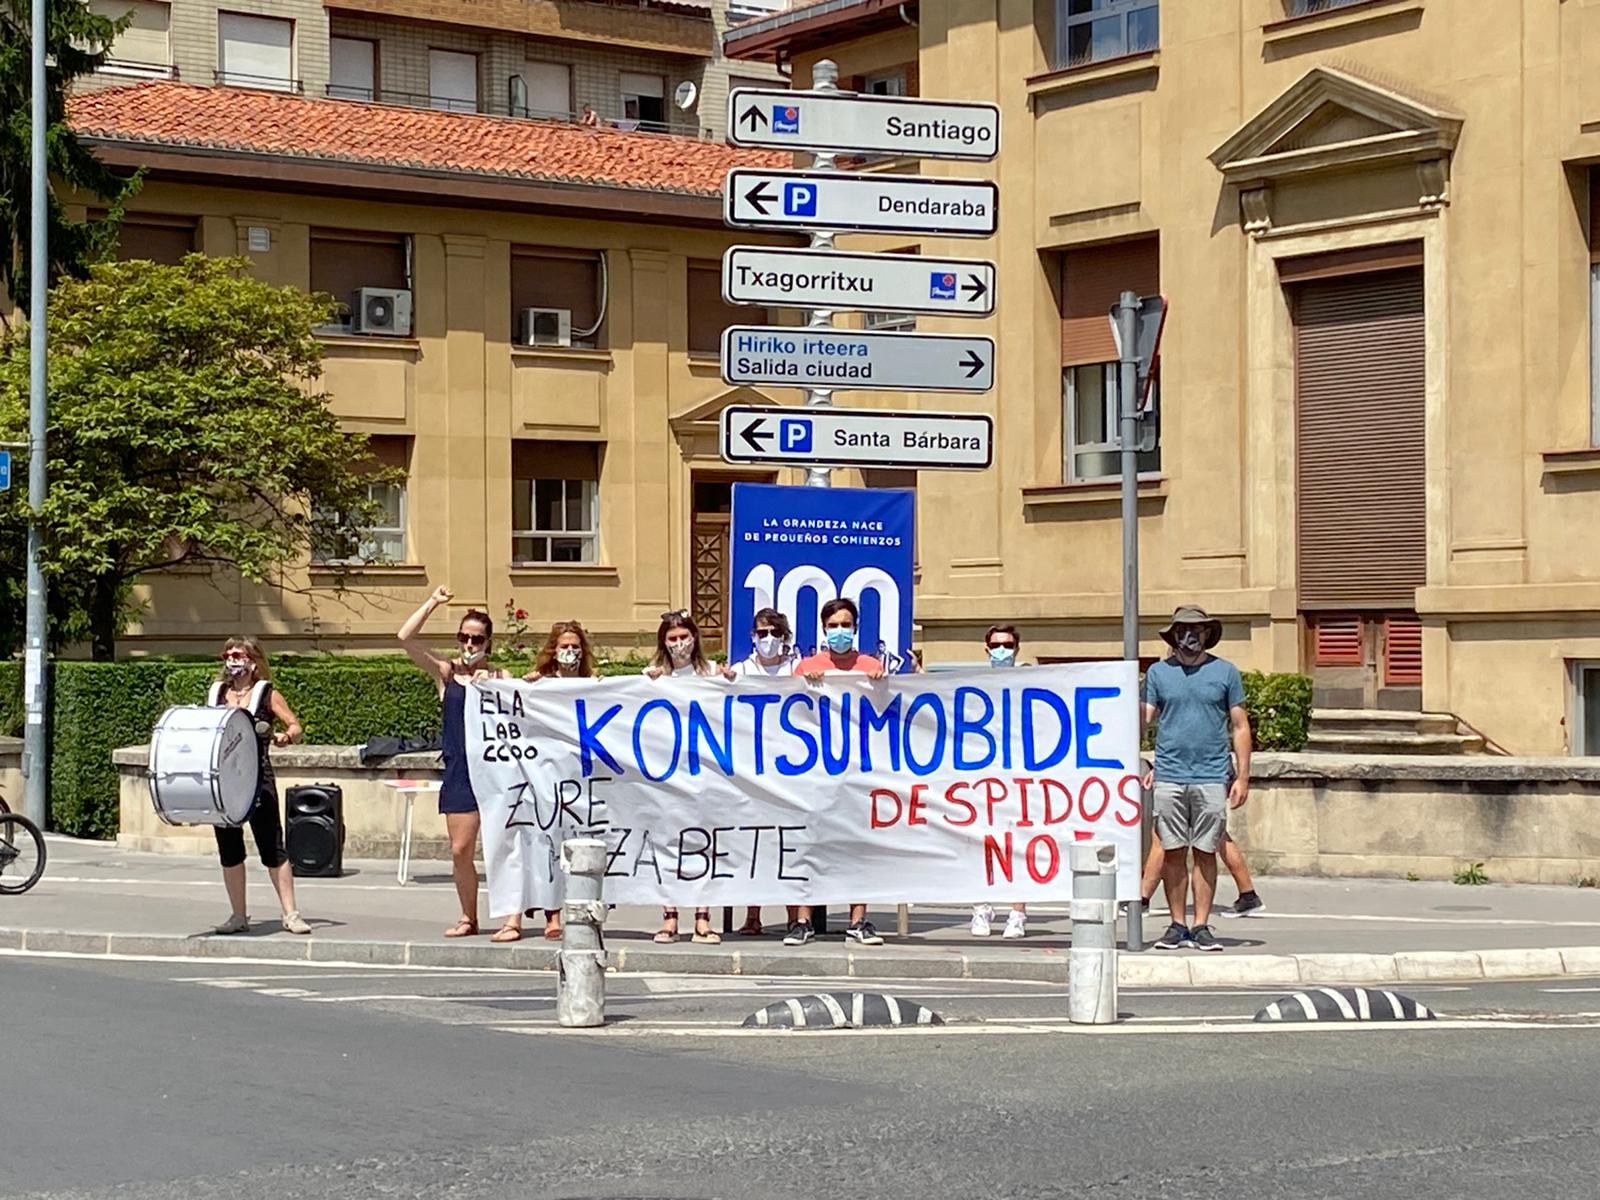 Santiago
P Dendaraba
Txagorritxu
Hiriko irteera
Salida ciudad
P Santa Bárbara
LA GRANDEZA NACE
DE PEQUEÑOS COMIENZOS
100
ELA
LAB
CCOO
KONTSUMOBIDE
ZURE
BETE
DESPIDOS
NO